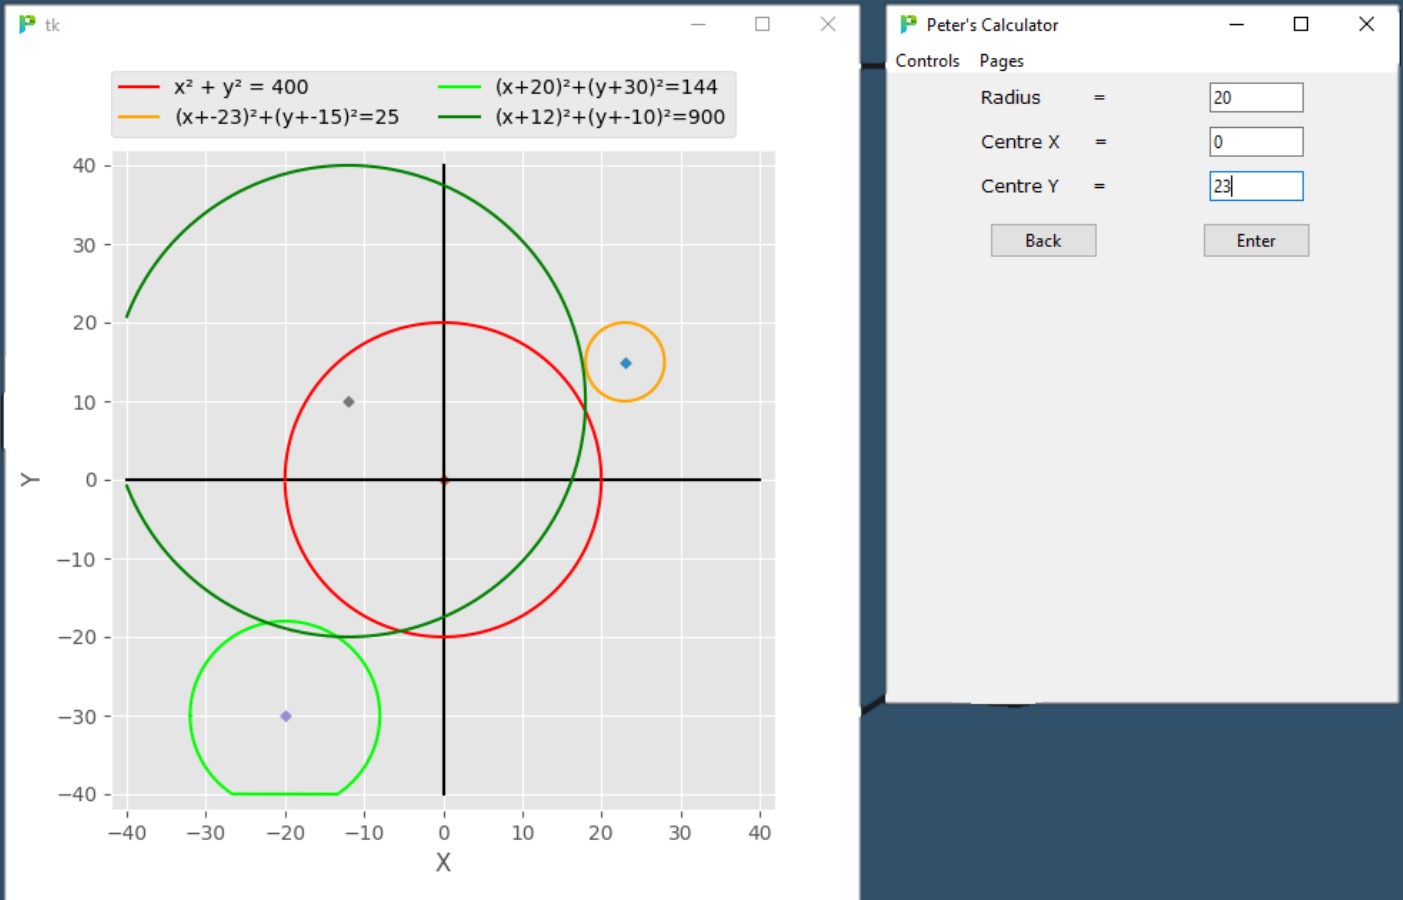 tk
x² + y² = 400
(x+-23)²+(y+-15)²=25
(x+20)²+(y+30)²=144
(x+12)²+(y+-10)²=900
40
30
20
10
0
−10
−20
−30
−40
Y
−40 −30 −20 −10 0 10 20 30 40
X
Peter's Calculator
Controls Pages
Radius = 20
Centre X = 0
Centre Y = 23
Back Enter